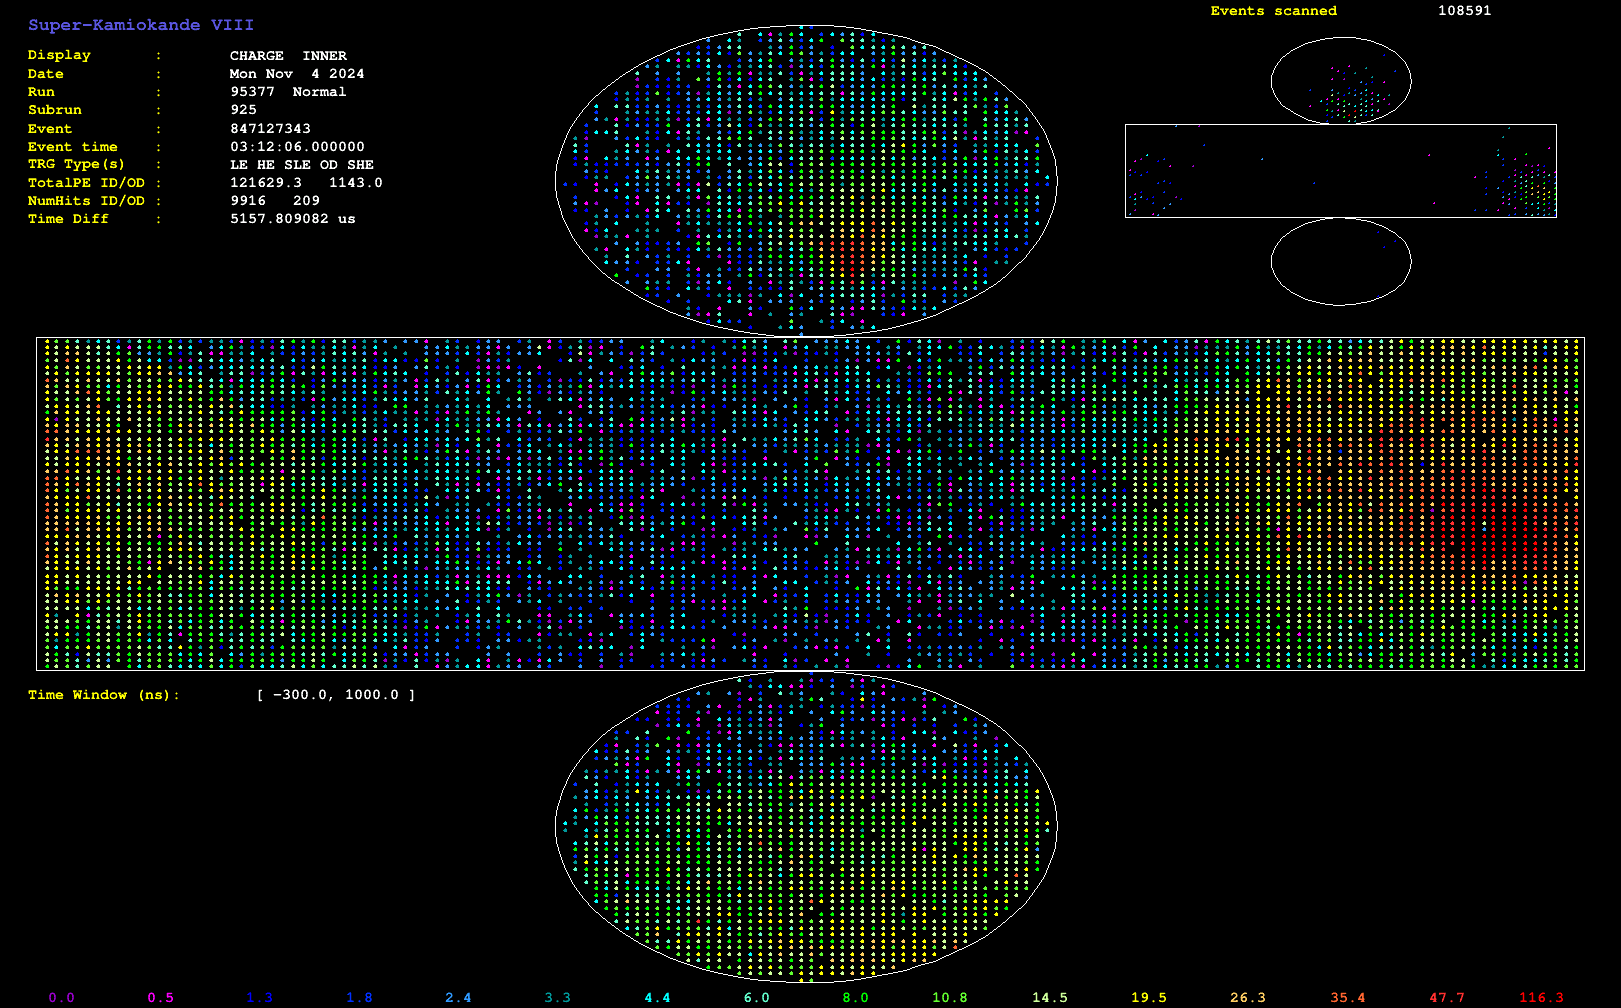 Super-Kamiokande VIII
Events scanned 108591
Display : CHARGE INNER
Date : Mon Nov 4 2024
Run : 95377 Normal
Subrun : 925
Event : 847127343
Event time : 03:12:06.000000
TRG Type(s) : LE HE SLE OD SHE
TotalPE ID/OD : 121629.3 1143.0
NumHits ID/OD : 9916 209
Time Diff : 5157.809082 us
Time Window (ns): [ -300.0, 1000.0 ]
0.0 0.5 1.3 1.8 2.4 3.3 4.4 6.0 8.0 10.8 14.5 19.5 26.3 35.4 47.7 116.3